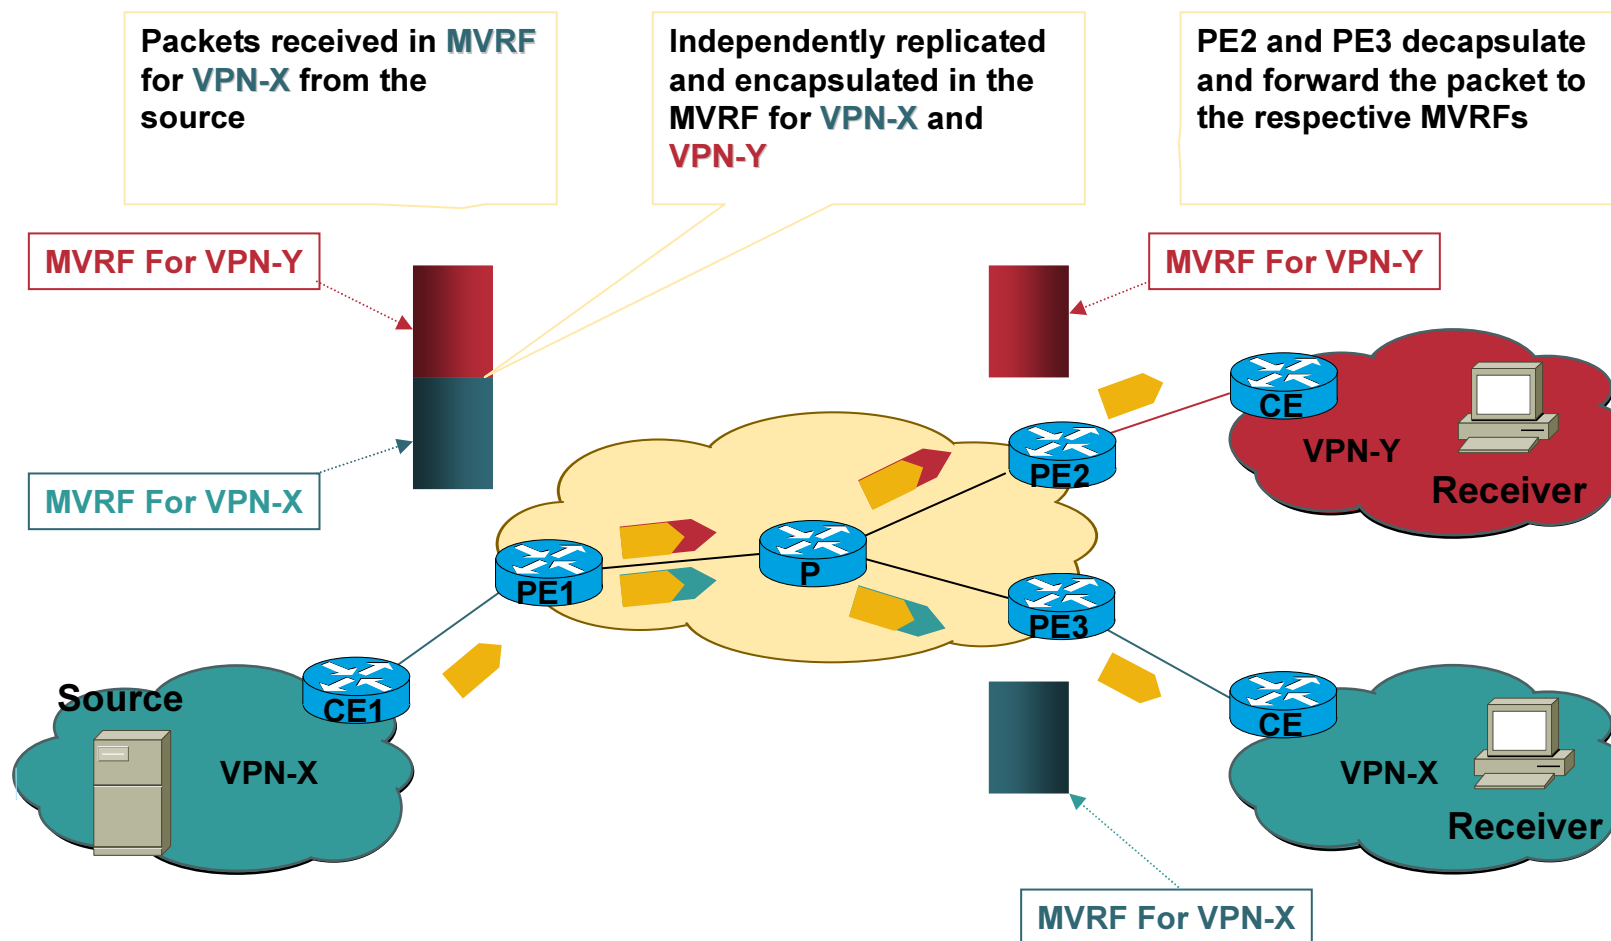 Packets received in MVRF
for VPN-X from the
source
Independently replicated
and encapsulated in the
MVRF for VPN-X and
VPN-Y
PE2 and PE3 decapsulate
and forward the packet to
the respective MVRFs
MVRF For VPN-Y
MVRF For VPN-Y
MVRF For VPN-X
CE
VPN-Y
Receiver
PE2
P
PE1
PE3
CE1
Source
VPN-X
CE
VPN-X
Receiver
MVRF For VPN-X